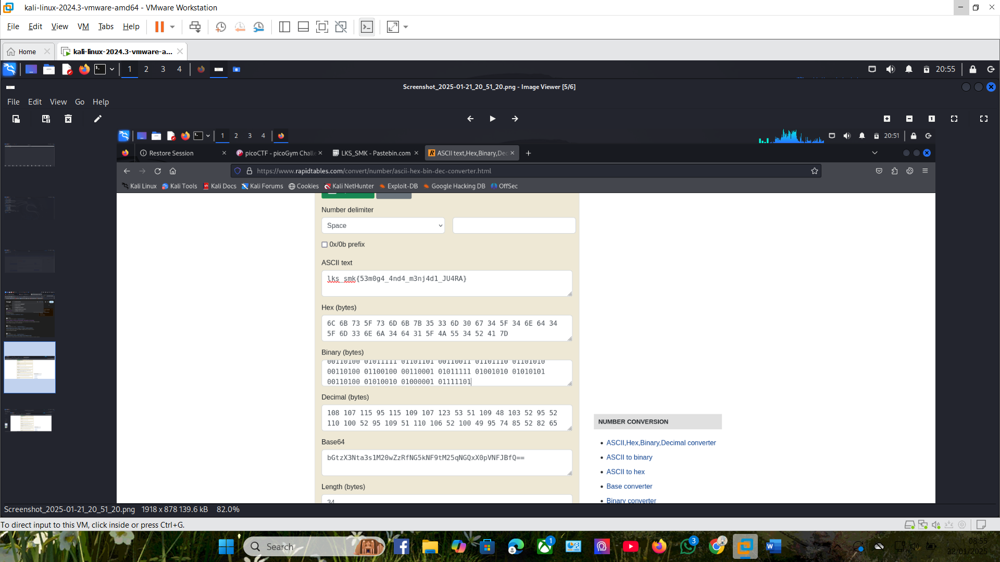 kali-linux-2024.3-vmware-amd64 - VMware Workstation
File Edit View VM Tabs Help
Home kali-linux-2024.3-vmware-a...
1 2 3 4 20:55
Screenshot_2025-01-21_20_51_20.png - Image Viewer [5/6]
File Edit View Go Help
1 2 3 4 20:51
Restore Session picoCTF - picoGym Challe LKS_SMK - Pastebin.com ASCII text,Hex,Binary,Dec
https://www.rapidtables.com/convert/number/ascii-hex-bin-dec-converter.html
Kali Linux Kali Tools Kali Docs Kali Forums Cookies Kali NetHunter Exploit-DB Google Hacking DB OffSec
Number delimiter
Space
0x/0b prefix
ASCII text
lks_smk{53m0g4_4nd4_m3nj4d1_JU4RA}
Hex (bytes)
6C 6B 73 5F 73 6D 6B 7B 35 33 6D 30 67 34 5F 34 6E 64 34
5F 6D 33 6E 6A 34 64 31 5F 4A 55 34 52 41 7D
Binary (bytes)
00110100 01011111 01101101 00110011 01101110 01101010
00110100 01100100 00110001 01011111 01001010 01010101
00110100 01010010 01000001 01111101
Decimal (bytes)
108 107 115 95 115 109 107 123 53 51 109 48 103 52 95 52
110 100 52 95 109 51 110 106 52 100 49 95 74 85 52 82 65
Base64
bGtzX3Nta3s1M20wZzRfNG5kNF9tM25qNGQxX0pVNFJBfQ==
Length (bytes)
34
NUMBER CONVERSION
ASCII,Hex,Binary,Decimal converter
ASCII to binary
ASCII to hex
Base converter
Binary converter
Screenshot_2025-01-21_20_51_20.png 1918 x 878 139.6 kB 82.0%
To direct input to this VM, click inside or press Ctrl+G.
Search 1 3 08:55
22/01/2025